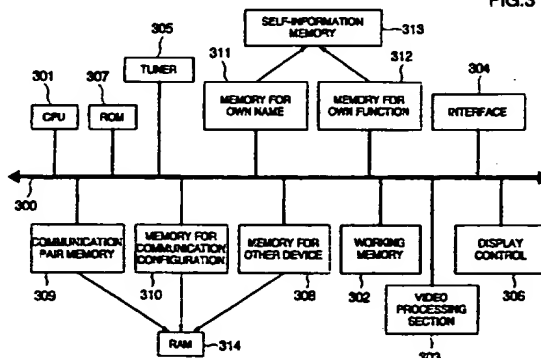 FIG.3
305
SELF-INFORMATION
MEMORY
313
311
312
301
307
TUNER
304
CPU
ROM
MEMORY FOR
OWN NAME
MEMORY FOR
OWN FUNCTION
INTERFACE
300
COMMUNICATION
PAIR MEMORY
MEMORY FOR
COMMUNICATION
CONFIGURATION
MEMORY FOR
OTHER DEVICE
WORKING
MEMORY
DISPLAY
CONTROL
309
310
308
302
VIDEO
PROCESSING
SECTION
306
RAM
314
303